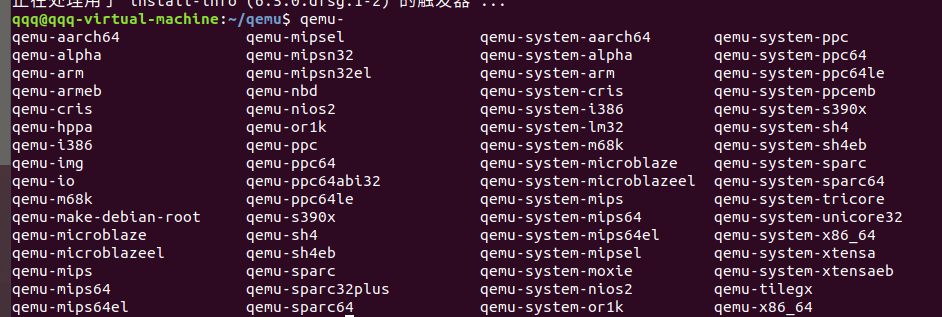 正在处理用于 install-info (6.5.0.dfsg.1-2) 的触发器 ...
qqq@qqq-virtual-machine:~/qemu$ qemu-
qemu-aarch64 qemu-mipsel qemu-system-aarch64 qemu-system-ppc
qemu-alpha qemu-mipsn32 qemu-system-alpha qemu-system-ppc64
qemu-arm qemu-mipsn32el qemu-system-arm qemu-system-ppc64le
qemu-armeb qemu-nbd qemu-system-cris qemu-system-ppcemb
qemu-cris qemu-nios2 qemu-system-i386 qemu-system-s390x
qemu-hppa qemu-or1k qemu-system-lm32 qemu-system-sh4
qemu-i386 qemu-ppc qemu-system-m68k qemu-system-sh4eb
qemu-img qemu-ppc64 qemu-system-microblaze qemu-system-sparc
qemu-io qemu-ppc64abi32 qemu-system-microblazeel qemu-system-sparc64
qemu-m68k qemu-ppc64le qemu-system-mips qemu-system-tricore
qemu-make-debian-root qemu-s390x qemu-system-mips64 qemu-system-unicore32
qemu-microblaze qemu-sh4 qemu-system-mips64el qemu-system-x86_64
qemu-microblazeel qemu-sh4eb qemu-system-mipsel qemu-system-xtensa
qemu-mips qemu-sparc qemu-system-moxie qemu-system-xtensaeb
qemu-mips64 qemu-sparc32plus qemu-system-nios2 qemu-tilegx
qemu-mips64el qemu-sparc64 qemu-system-or1k qemu-x86_64